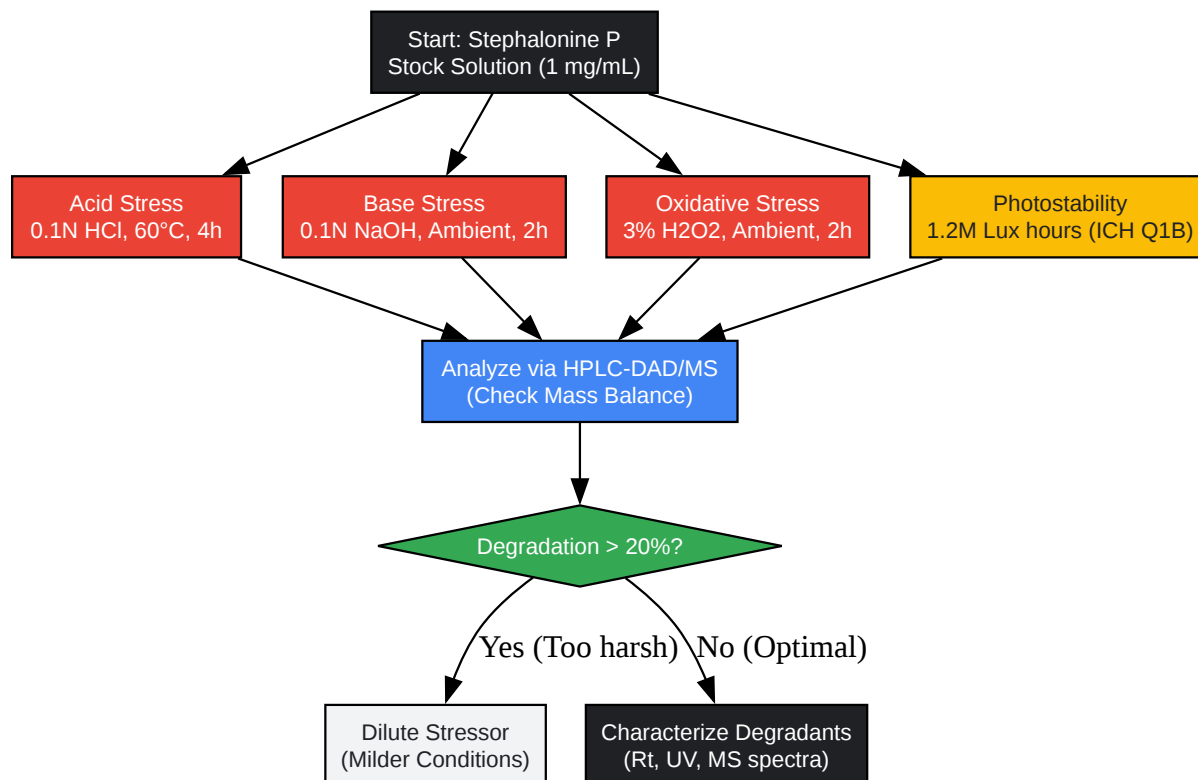 Start: Stephalonine P
Stock Solution (1 mg/mL)
Acid Stress
0.1N HCl, 60°C, 4h
Base Stress
0.1N NaOH, Ambient, 2h
Oxidative Stress
3% H2O2, Ambient, 2h
Photostability
1.2M Lux hours (ICH Q1B)
Analyze via HPLC-DAD/MS
(Check Mass Balance)
Degradation > 20%?
Yes (Too harsh)
No (Optimal)
Dilute Stressor
(Milder Conditions)
Characterize Degradants
(Rt, UV, MS spectra)